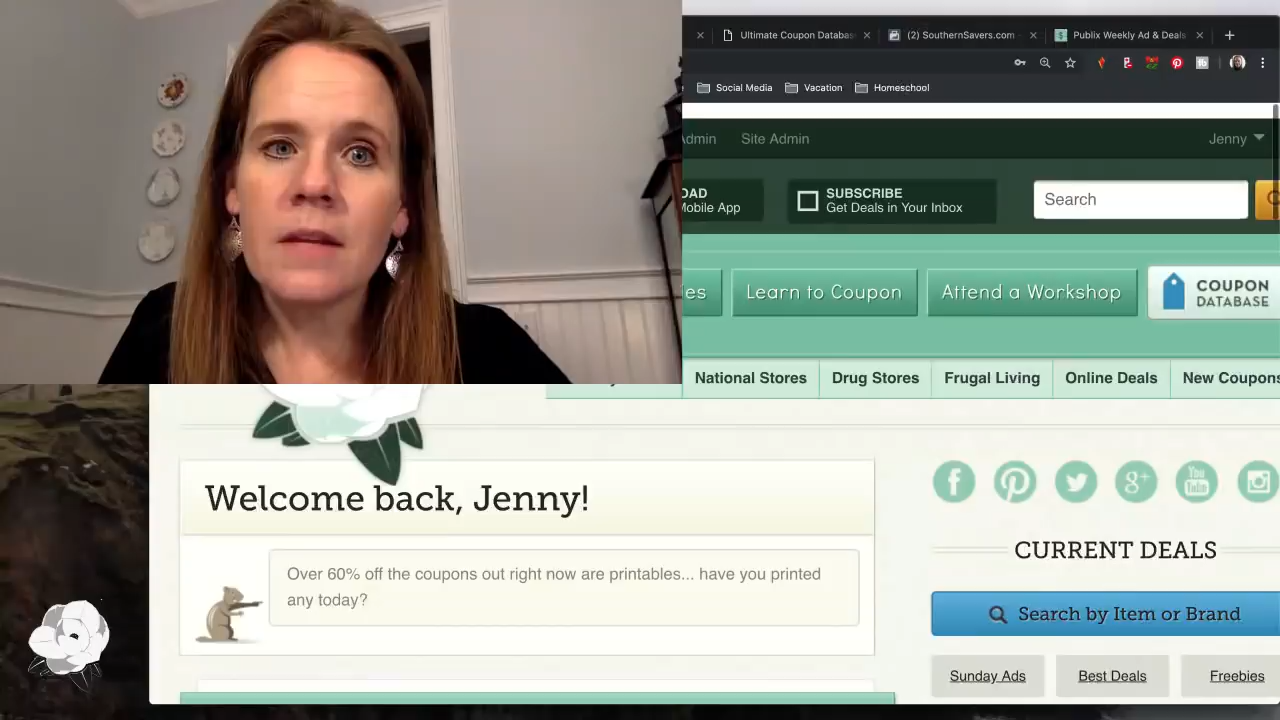 Ultimate Coupon Databas
(2) SouthernSavers.com
Publix Weekly Ad & Deals
Social Media
Vacation
Homeschool
dmin
Site Admin
Jenny
OAD
Mobile App
SUBSCRIBE
Get Deals in Your Inbox
Search
es
Learn to Coupon
Attend a Workshop
COUPON
DATABASE
National Stores
Drug Stores
Frugal Living
Online Deals
New Coupons
Welcome back, Jenny!
Over 60% off the coupons out right now are printables... have you printed
any today?
CURRENT DEALS
Search by Item or Brand
Sunday Ads
Best Deals
Freebies